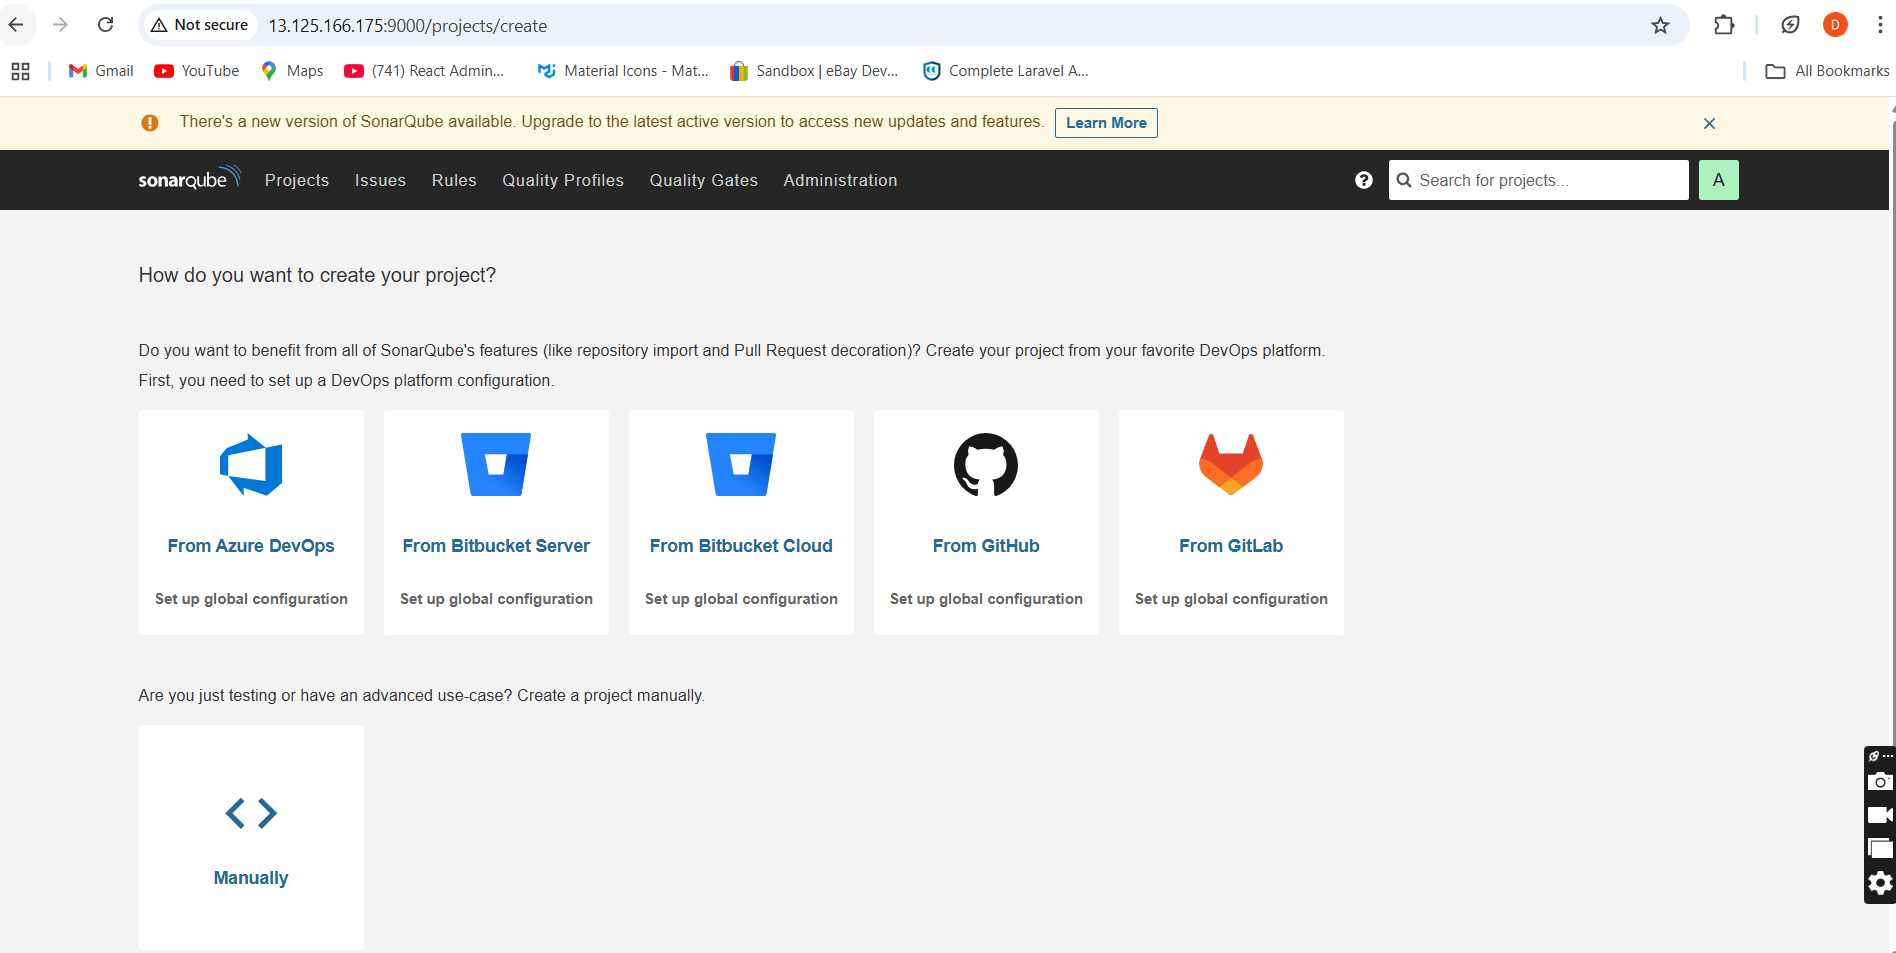 Not secure 13.125.166.175:9000/projects/create D
Gmail YouTube Maps (741) React Admin... Material Icons - Mat... Sandbox | eBay Dev... Complete Laravel A... All Bookmarks
There's a new version of SonarQube available. Upgrade to the latest active version to access new updates and features. Learn More
sonarqube Projects Issues Rules Quality Profiles Quality Gates Administration Search for projects... A
How do you want to create your project?
Do you want to benefit from all of SonarQube's features (like repository import and Pull Request decoration)? Create your project from your favorite DevOps platform.
First, you need to set up a DevOps platform configuration.
From Azure DevOps From Bitbucket Server From Bitbucket Cloud From GitHub From GitLab
Set up global configuration Set up global configuration Set up global configuration Set up global configuration Set up global configuration
Are you just testing or have an advanced use-case? Create a project manually.
Manually